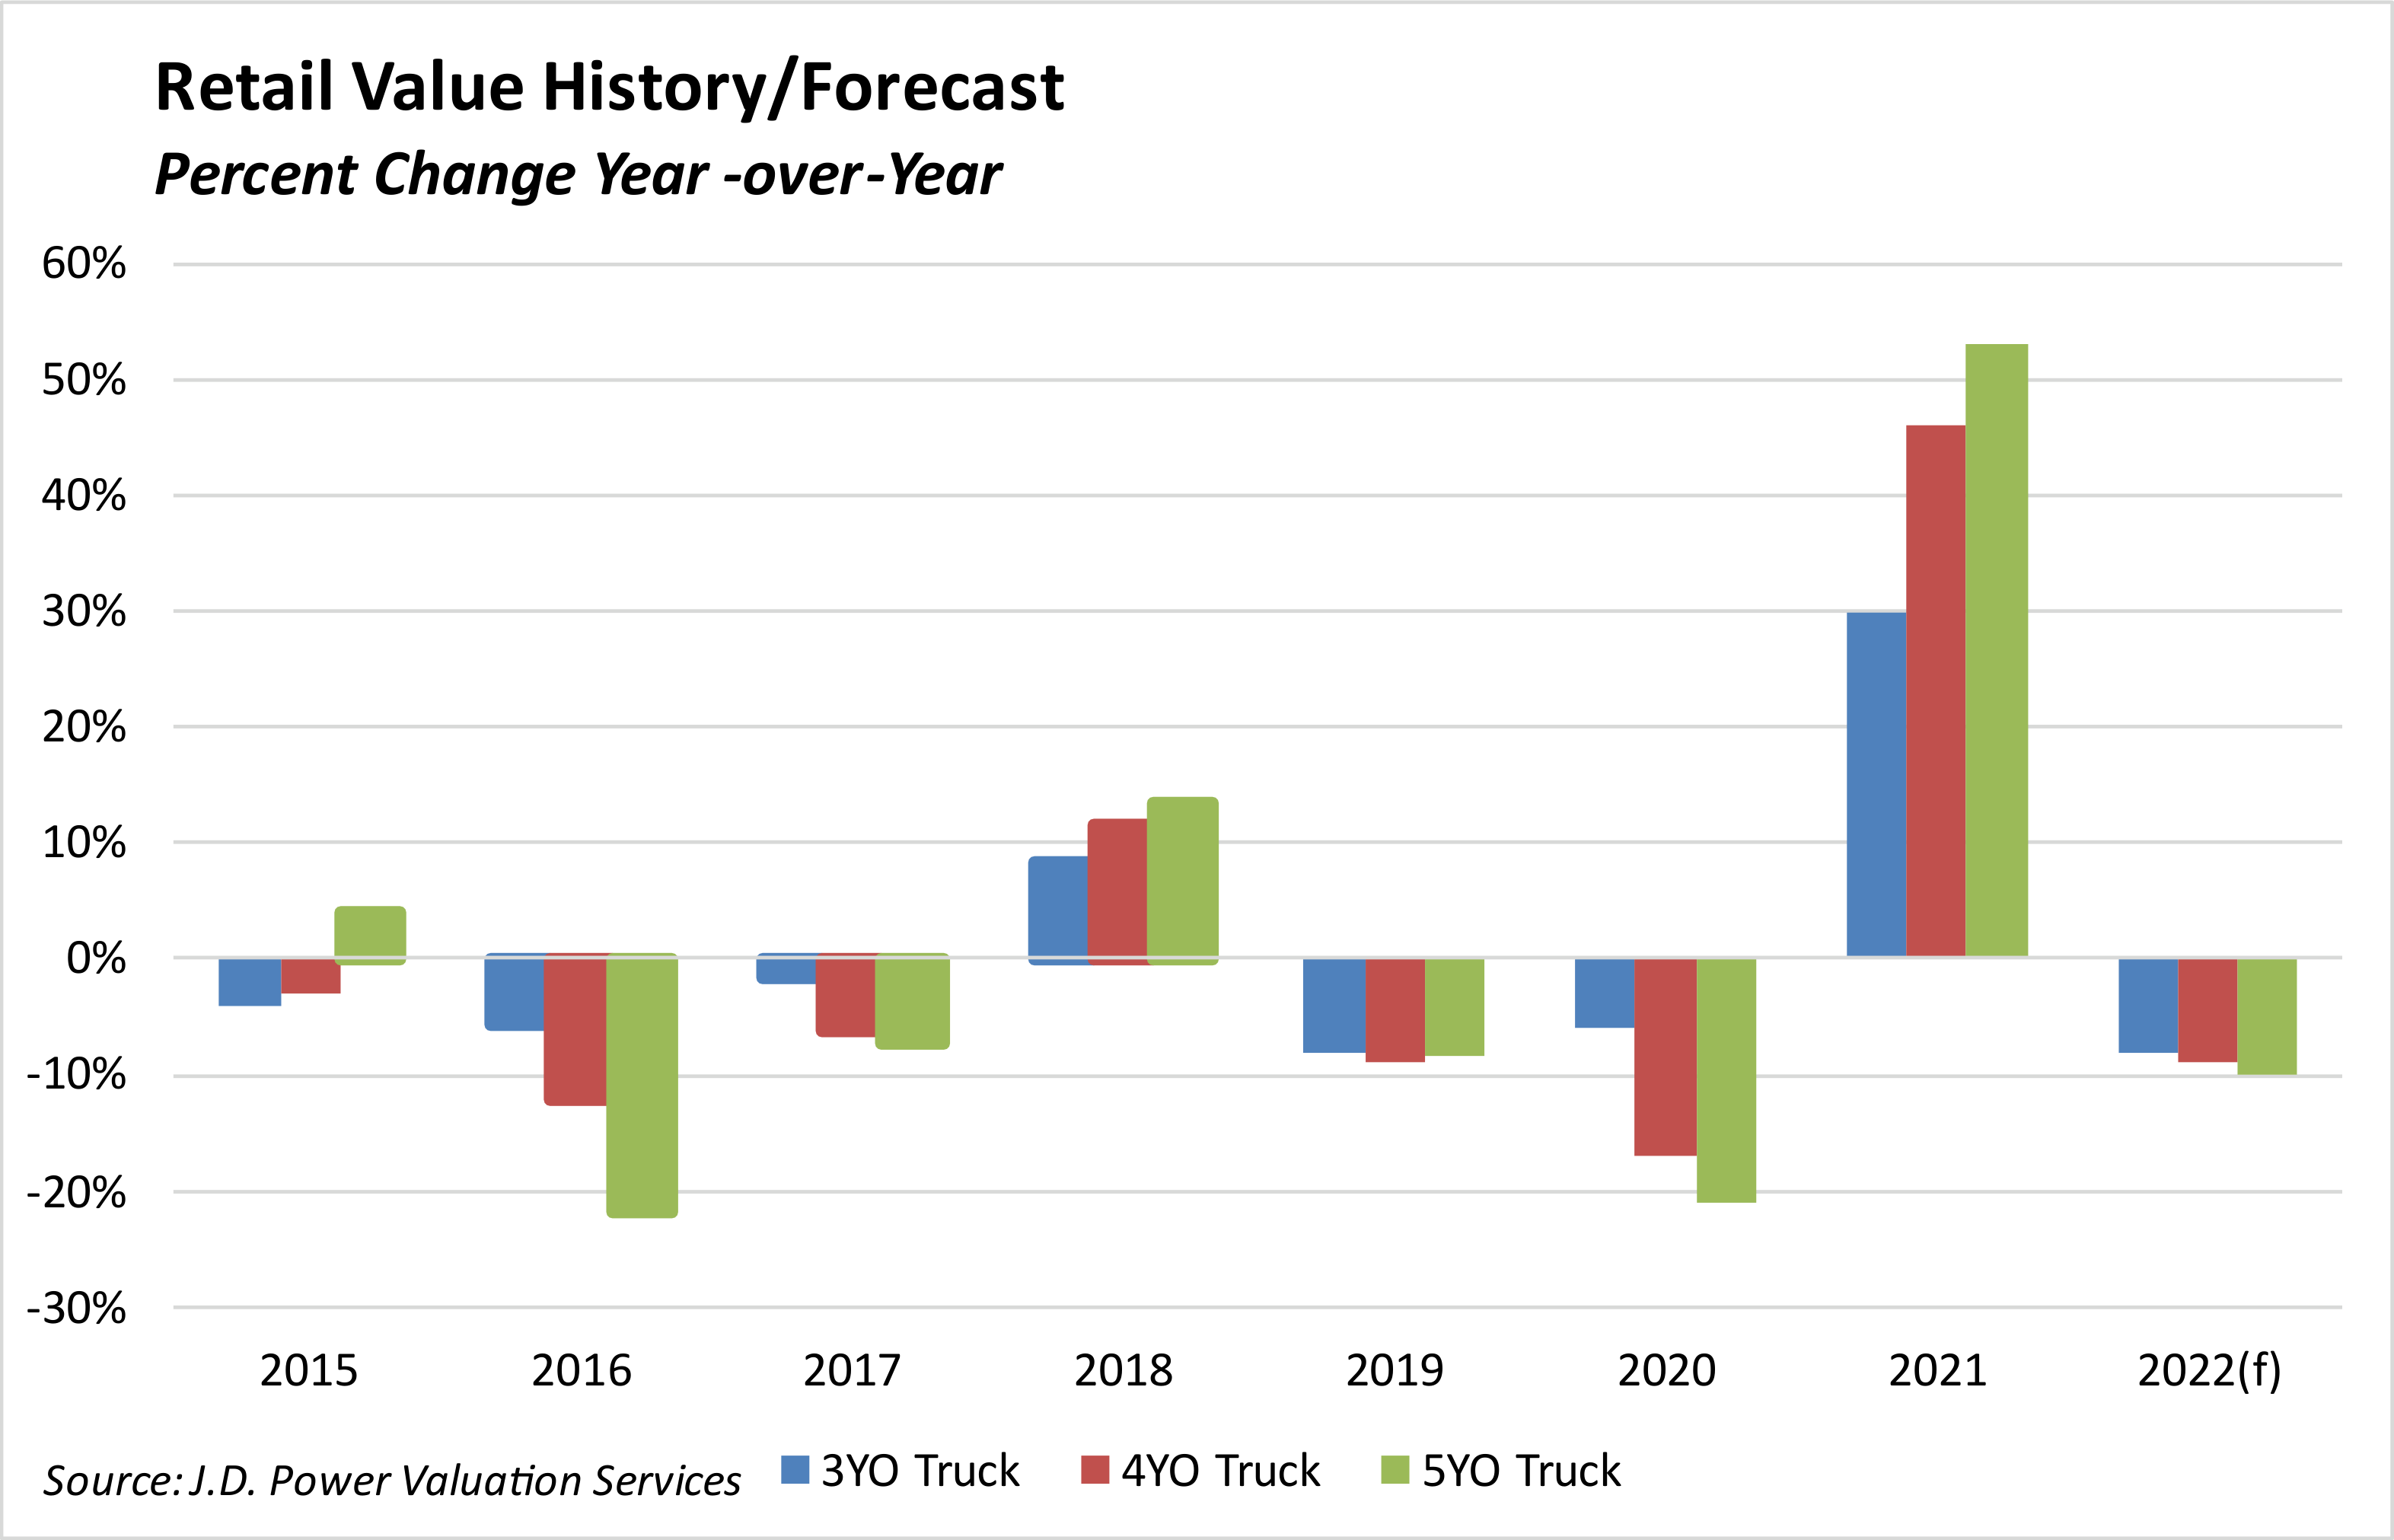 Retail Value History/Forecast
Percent Change Year -over-Year
60%
50%
40%
30%
20%
10%
0%
-10%
-20%
-30%
2015 2016 2017 2018 2019 2020 2021 2022(f)
Source: J.D. Power Valuation Services 3YO Truck 4YO Truck 5YO Truck